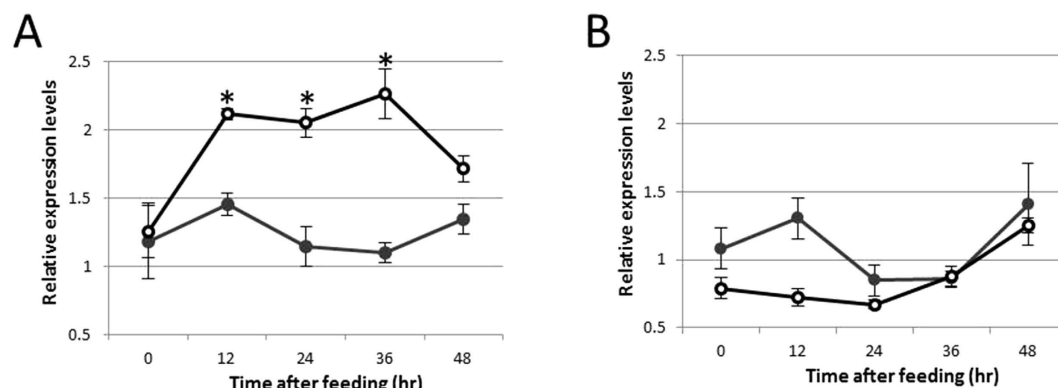 A
Relative expression levels
2.5
2
1.5
1
0.5
* * *
0 12 24 36 48
Time after feeding (hr)
B
Relative expression levels
2.5
2
1.5
1
0.5
0 12 24 36 48
Time after feeding (hr)